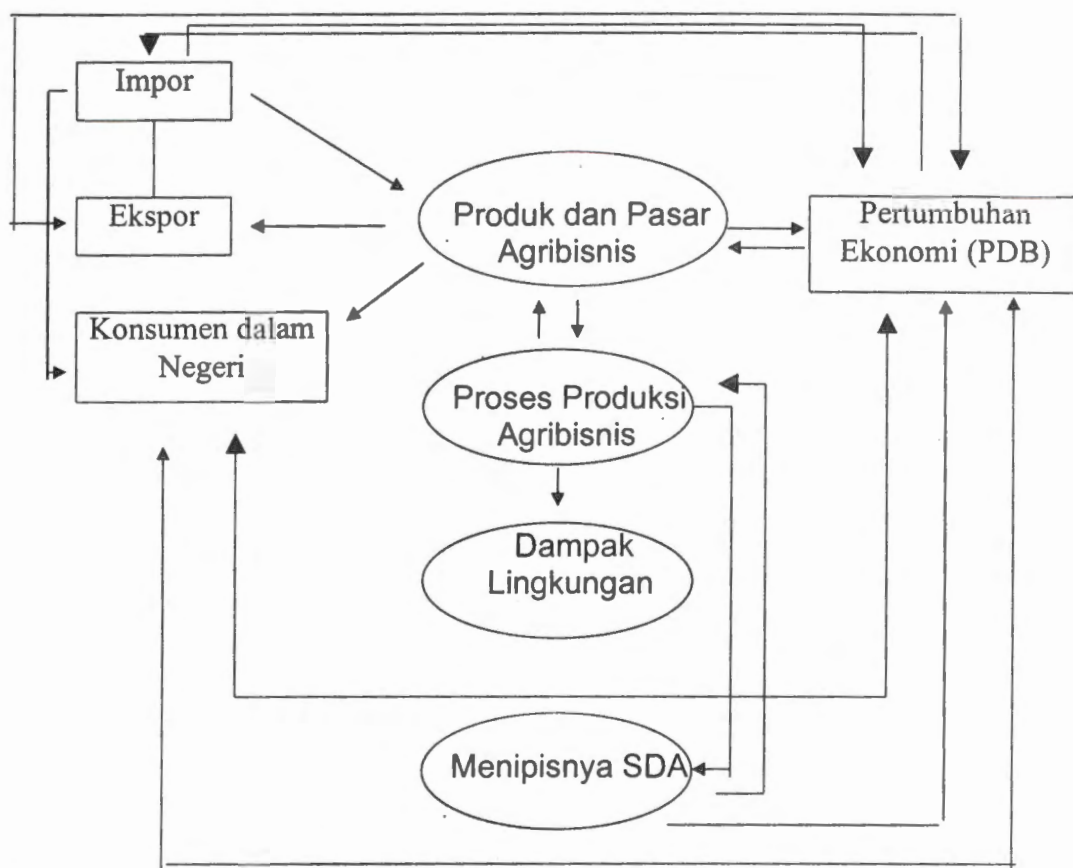 Impor
Ekspor
Produk dan Pasar
Agribisnis
Pertumbuhan
Ekonomi (PDB)
Konsumen dalam
Negeri
Proses Produksi
Agribisnis
Dampak
Lingkungan
Menipisnya SDA